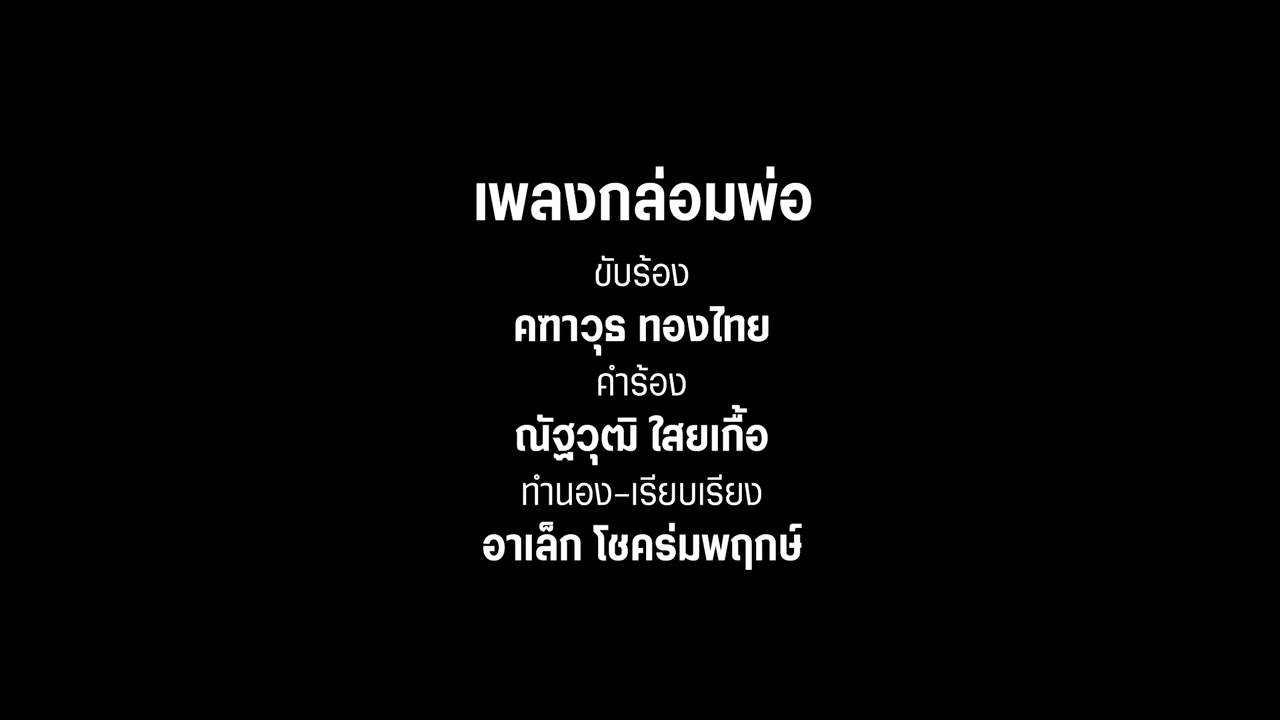 เพลงกล่อมพ่อ
ขับร้อง
คฑาวุธ ทองไทย
คำร้อง
ณัฐวุฒิ ใสยเกื้อ
ทำนอง-เรียบเรียง
อาเล็ก โชคร่มพฤกษ์